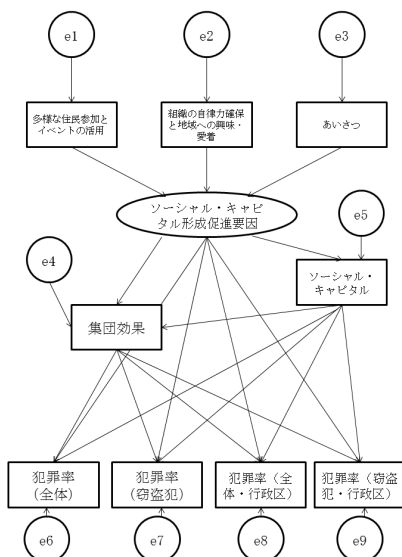 e1
e2
e3
多様な住民参加と
イベントの活用
組織の自律力確保
と地域への興味・
愛着
あいさつ
ソーシャル・キャピ
タル形成促進要因
e5
e4
ソーシャル・
キャピタル
集団効果
犯罪率
（全体）
犯罪率
（窃盗犯）
犯罪率（全
体・行政区）
犯罪率（窃盗
犯・行政区）
e6
e7
e8
e9